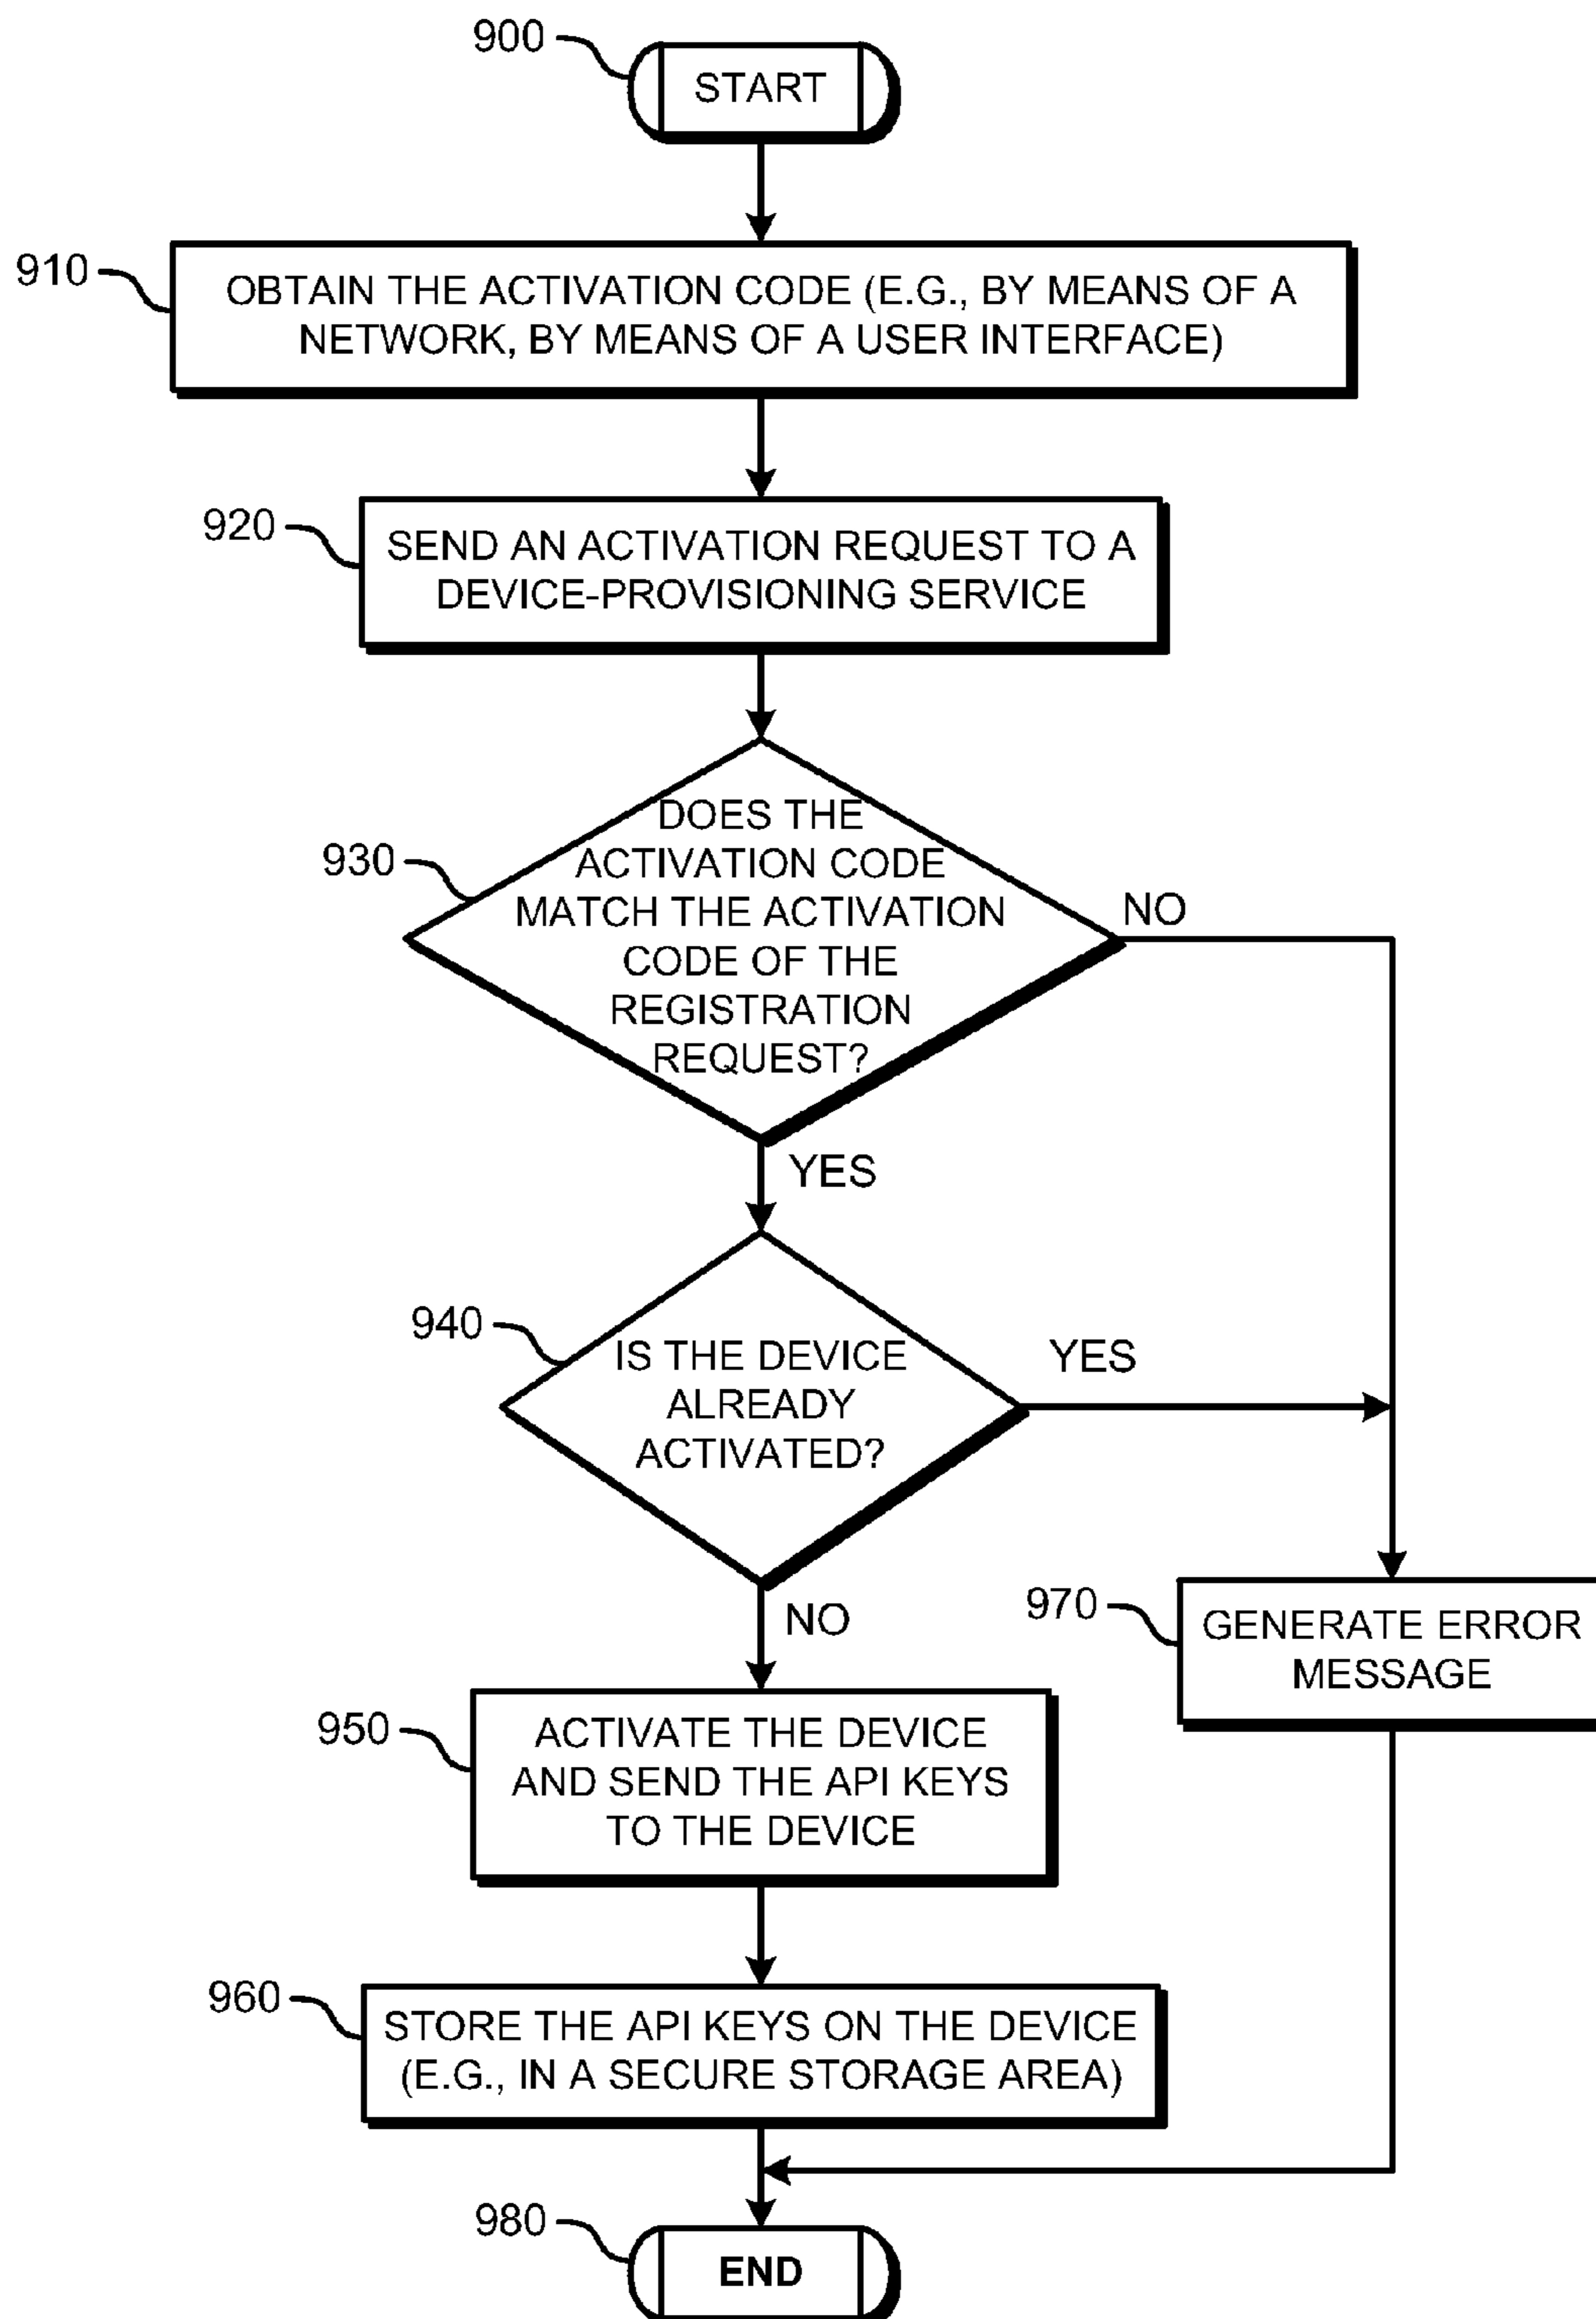 900
START
910
OBTAIN THE ACTIVATION CODE (E.G., BY MEANS OF A
NETWORK, BY MEANS OF A USER INTERFACE)
920
SEND AN ACTIVATION REQUEST TO A
DEVICE-PROVISIONING SERVICE
930
DOES THE
ACTIVATION CODE
MATCH THE ACTIVATION
CODE OF THE
REGISTRATION
REQUEST?
NO
YES
940
IS THE DEVICE
ALREADY
ACTIVATED?
YES
NO
970
GENERATE ERROR
MESSAGE
950
ACTIVATE THE DEVICE
AND SEND THE API KEYS
TO THE DEVICE
960
STORE THE API KEYS ON THE DEVICE
(E.G., IN A SECURE STORAGE AREA)
980
END